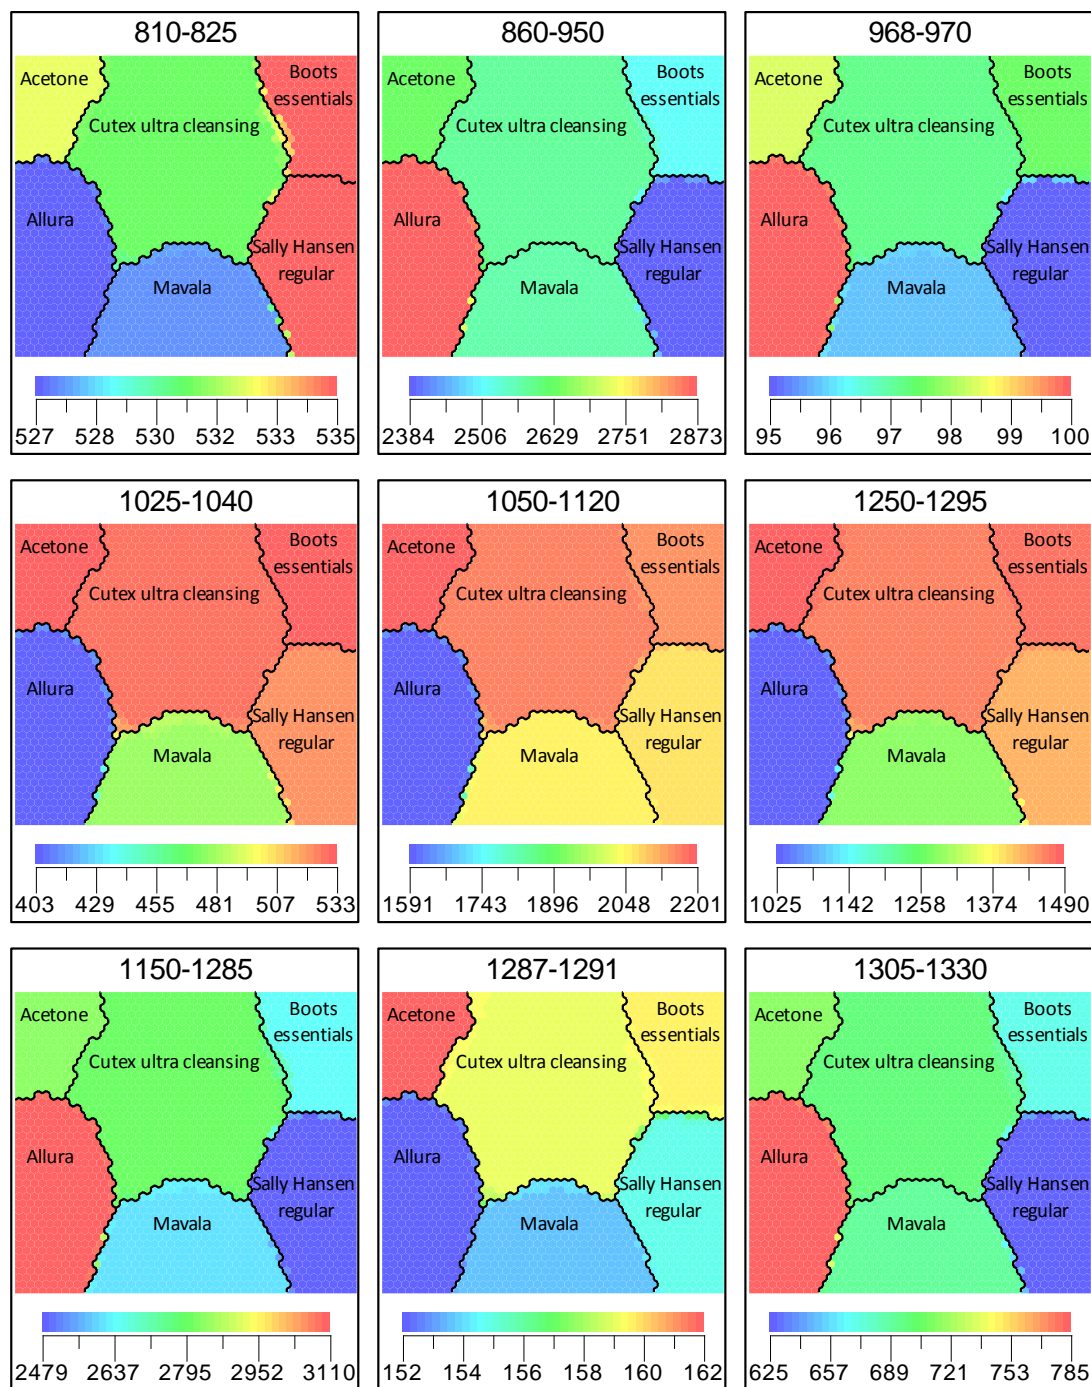 810-825
Acetone
Boots
essentials
Cutex ultra cleansing
Allura
Sally Hansen
regular
Mavala
527 528 530 532 533 535
860-950
Acetone
Boots
essentials
Cutex ultra cleansing
Allura
Sally Hansen
regular
Mavala
2384 2506 2629 2751 2873
968-970
Acetone
Boots
essentials
Cutex ultra cleansing
Allura
Sally Hansen
regular
Mavala
95 96 97 98 99 100
1025-1040
Acetone
Boots
essentials
Cutex ultra cleansing
Allura
Sally Hansen
regular
Mavala
403 429 455 481 507 533
1050-1120
Acetone
Boots
essentials
Cutex ultra cleansing
Allura
Sally Hansen
regular
Mavala
1591 1743 1896 2048 2201
1250-1295
Acetone
Boots
essentials
Cutex ultra cleansing
Allura
Sally Hansen
regular
Mavala
1025 1142 1258 1374 1490
1150-1285
Acetone
Boots
essentials
Cutex ultra cleansing
Allura
Sally Hansen
regular
Mavala
2479 2637 2795 2952 3110
1287-1291
Acetone
Boots
essentials
Cutex ultra cleansing
Allura
Sally Hansen
regular
Mavala
152 154 156 158 160 162
1305-1330
Acetone
Boots
essentials
Cutex ultra cleansing
Allura
Sally Hansen
regular
Mavala
625 657 689 721 753 785